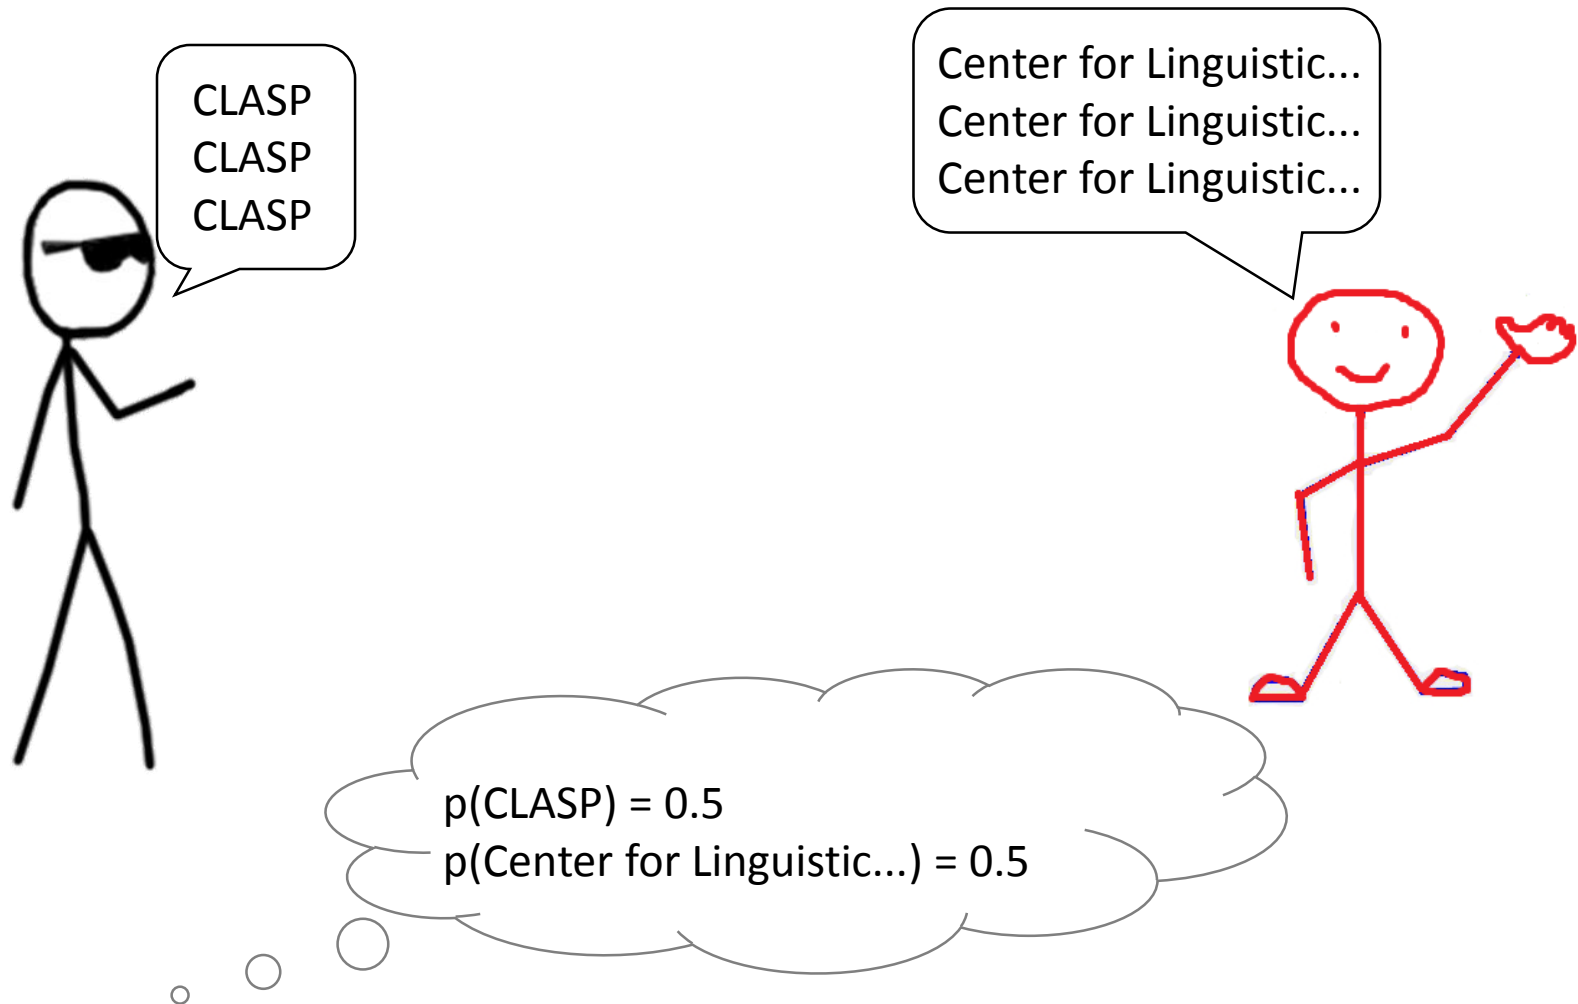 CLASP
CLASP
CLASP
Center for Linguistic...
Center for Linguistic...
Center for Linguistic...
p(CLASP) = 0.5
p(Center for Linguistic...) = 0.5